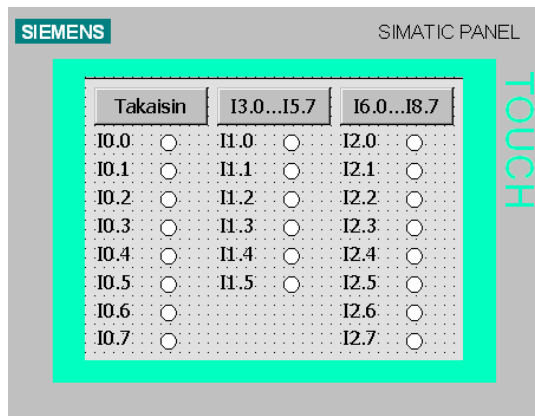 SIEMENS SIMATIC PANEL
TOUCH
Takaisin I3.0...I5.7 I6.0...I8.7
I0.0 I1.0 I2.0
I0.1 I1.1 I2.1
I0.2 I1.2 I2.2
I0.3 I1.3 I2.3
I0.4 I1.4 I2.4
I0.5 I1.5 I2.5
I0.6 I2.6
I0.7 I2.7